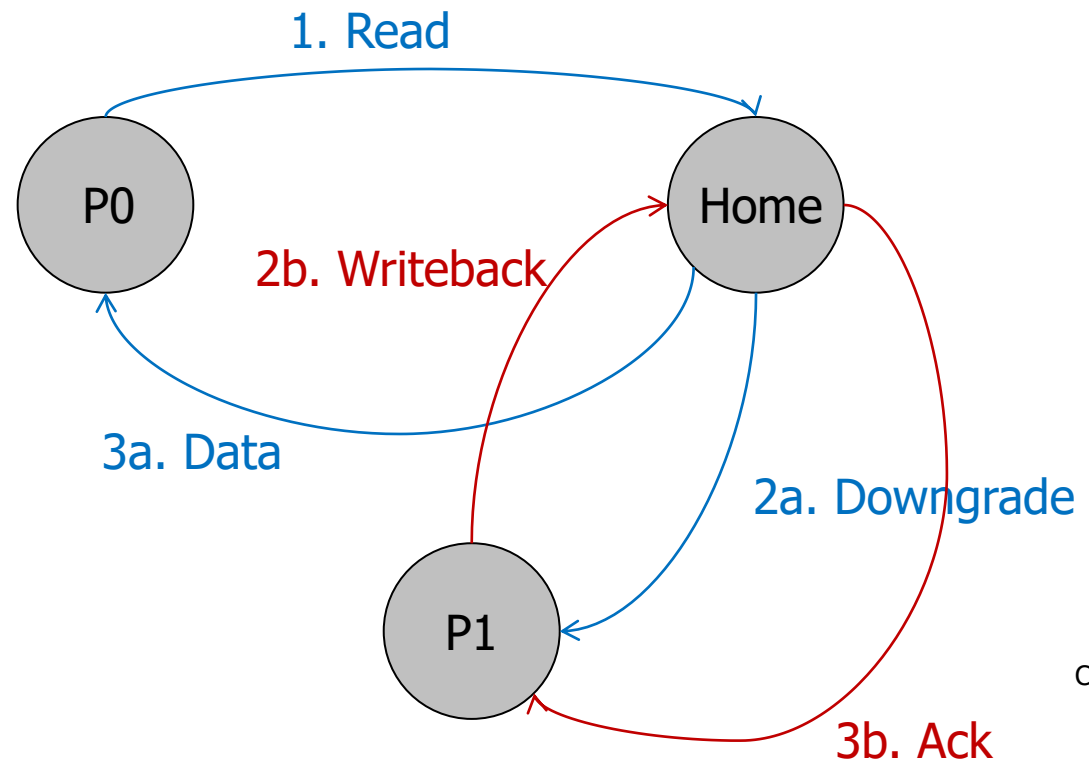 1. Read
P0
Home
2b. Writeback
3a. Data
2a. Downgrade
P1
3b. Ack